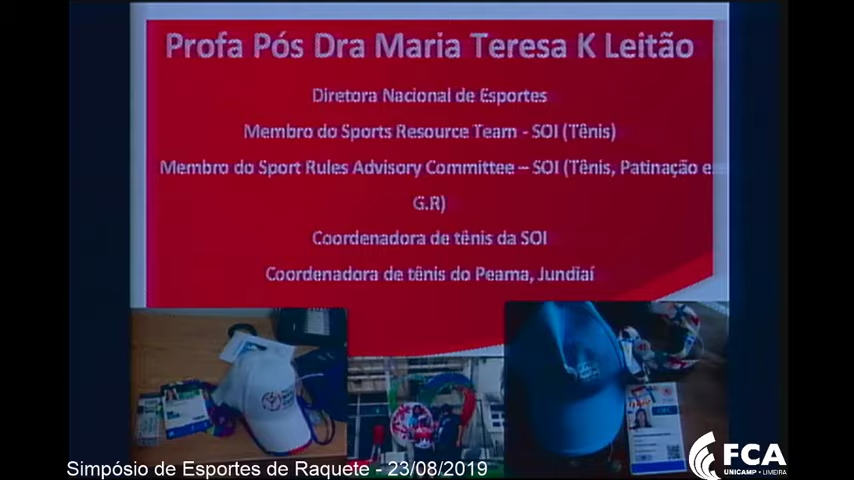 Profa Pós Dra Maria Teresa K Leitão
Diretora Nacional de Esportes
Membro do Sports Resource Team - SOI (Tênis)
Membro do Sport Rules Advisory Committee – SOI (Tênis, Patinação e
G.R)
Coordenadora de tênis da SOI
Coordenadora de tênis do Peama, Jundiaí
Simpósio de Esportes de Raquete - 23/08/2019
FCA
UNICAMP • LIMEIRA